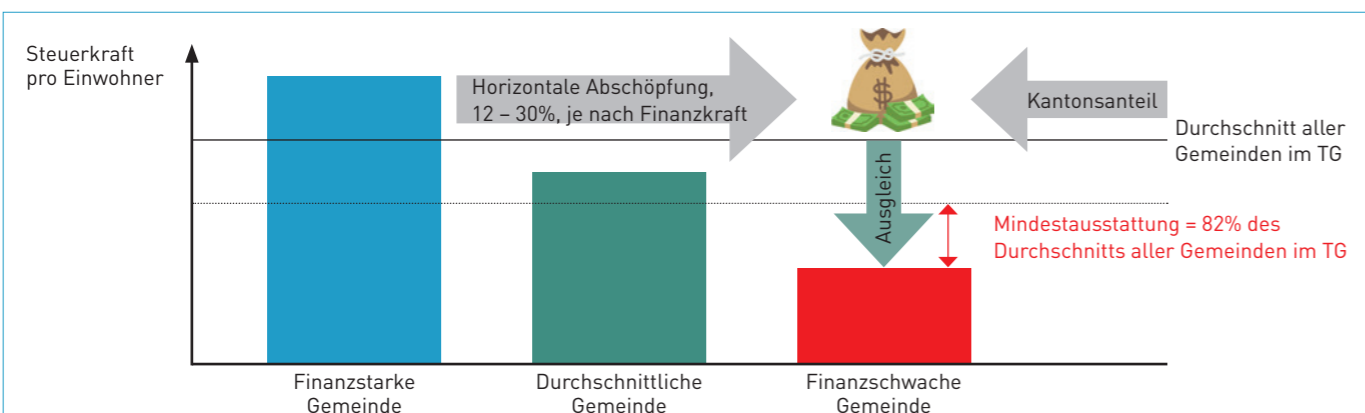 Steuerkraft
pro Einwohner
Horizontale Abschöpfung,
12 – 30%, je nach Finanzkraft
$
Kantonsanteil
Durchschnitt aller
Gemeinden im TG
Ausgleich
Mindestausstattung = 82% des
Durchschnitts aller Gemeinden im TG
Finanzstarke
Gemeinde
Durchschnittliche
Gemeinde
Finanzschwache
Gemeinde